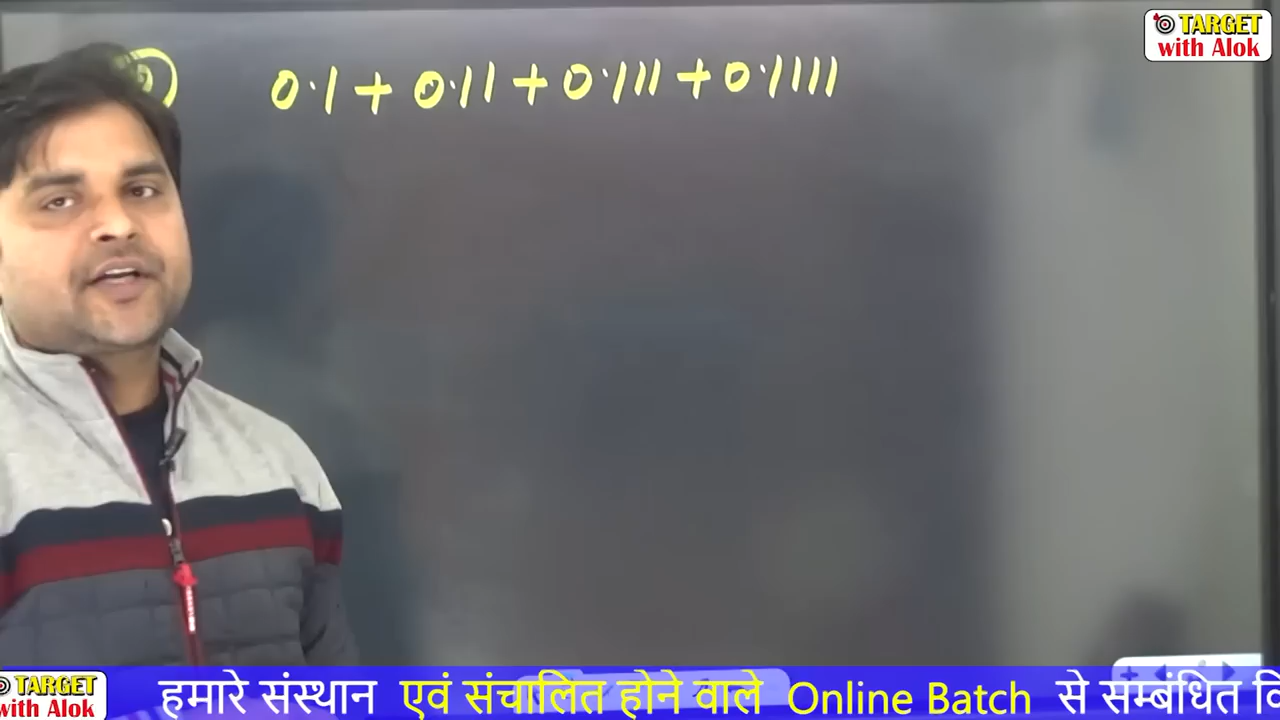 TARGET
with Alok
0.1 + 0.11 + 0.111 + 0.1111
TARGET
with Alok
हमारे संस्थान एवं संचालित होने वाले Online Batch से सम्बंधित